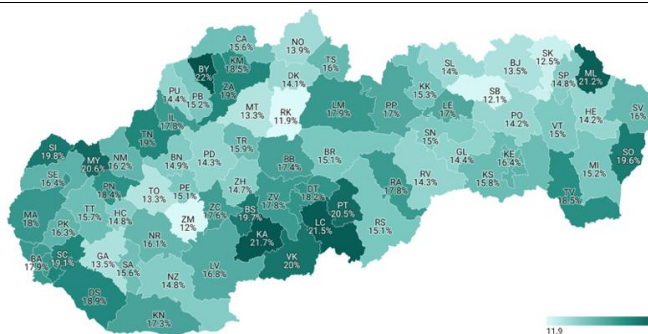 CA
15.6%
NO
13.9%
BY
22%
KM
18.5%
TS
16%
SL
14%
BJ
13.5%
SK
12.5%
ML
21.2%
SP
14.8%
PU
14.4%
PB
15.2%
ZA
19%
DK
14.1%
KK
15.3%
SB
12.1%
MT
13.3%
RK
11.9%
LM
17.9%
PP
17%
LE
17%
PO
14.2%
HE
14.2%
SV
16%
IL
17.8%
TN
19%
SI
19.8%
MY
20.6%
NM
16.2%
BN
14.9%
PD
14.3%
TR
15.9%
BB
17.4%
BR
15.1%
SN
15%
GL
14.4%
KE
16.4%
VT
15%
SO
19.6%
MI
15.2%
SE
16.4%
PN
18.4%
TO
13.3%
PE
15.1%
ZH
14.7%
ZV
17.8%
DT
18.2%
RA
17.8%
RV
14.3%
KS
15.8%
TV
18.5%
MA
18%
PK
16.3%
TT
15.7%
HC
14.8%
ZM
12%
ZC
17.6%
BS
19.7%
PT
20.5%
LC
21.5%
RS
15.1%
KA
21.7%
BA
17.9%
SC
19.1%
GA
13.5%
SA
15.6%
NR
16.1%
LV
16.8%
VK
20%
DS
18.9%
NZ
14.8%
KN
17.3%
11.9